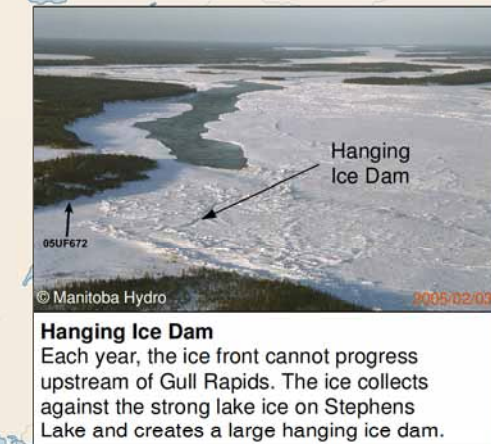 Hanging
Ice Dam
05UF672
© Manitoba Hydro
2005/02/03
Hanging Ice Dam
Each year, the ice front cannot progress
upstream of Gull Rapids. The ice collects
against the strong lake ice on Stephens
Lake and creates a large hanging ice dam.